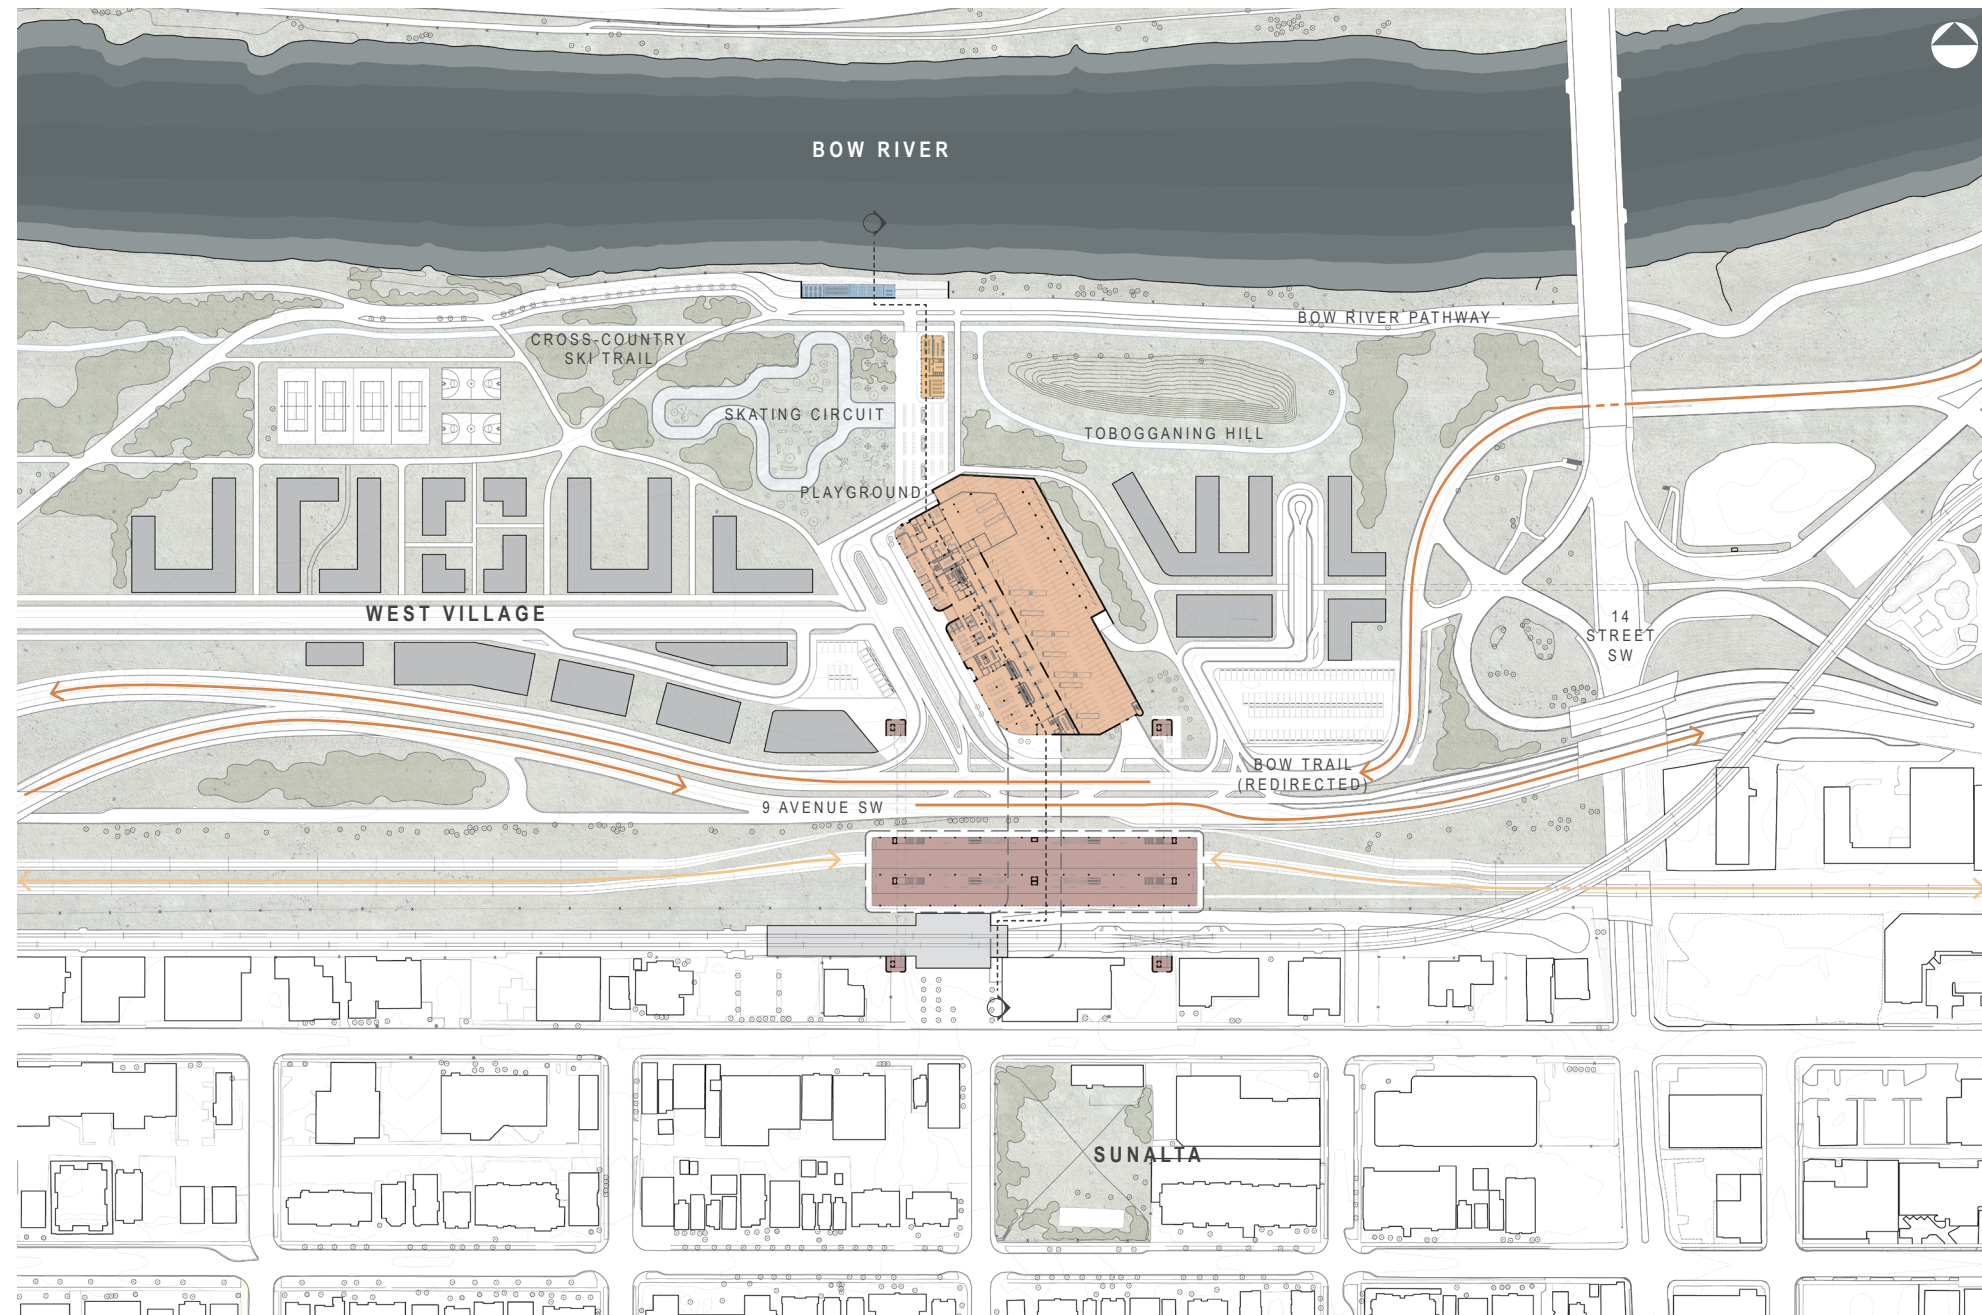 BOW RIVER
BOW RIVER PATHWAY
CROSS-COUNTRY
SKI TRAIL
SKATING CIRCUIT
TOBOGGANING HILL
PLAYGROUND
WEST VILLAGE
14
STREET
SW
BOW TRAIL
(REDIRECTED)
9 AVENUE SW
SUNALTA